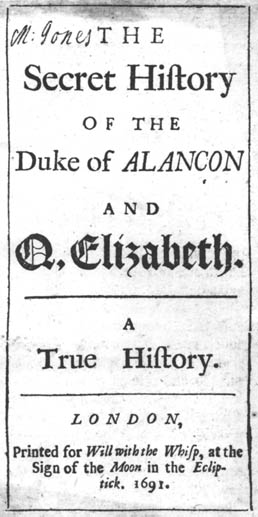 M: Jones THE
Secret Hiſtory
OF THE
Duke of ALANCON
AND
Q. Elizabeth.
A
True Hiſtory.
LONDON,
Printed for Will with the Whiſp, at the
Sign of the Moon in the Eclip-
tick. 1691.